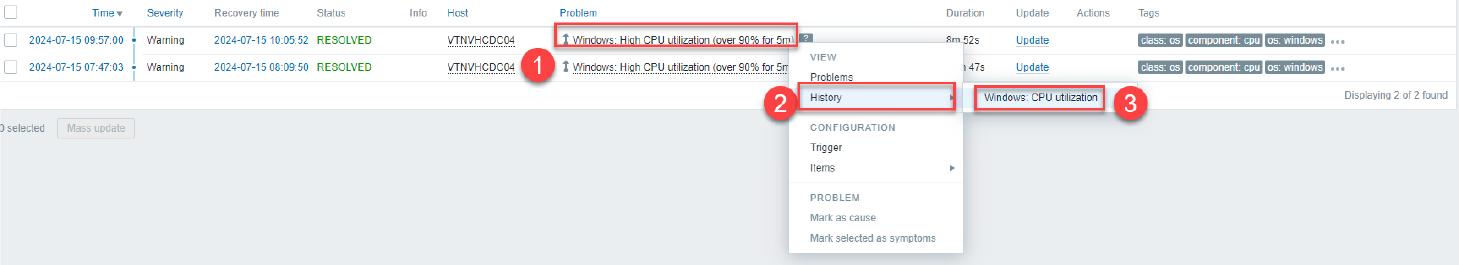 Time Severity Recovery time Status Info Host Problem Duration Update Actions Tags
2024-07-15 09:57:00 Warning 2024-07-15 10:05:52 RESOLVED VTNVHCDC04 Windows: High CPU utilization (over 90% for 5m) ? 8m 52s Update class: os component: cpu os: windows •••
1
2024-07-15 07:47:03 Warning 2024-07-15 08:09:50 RESOLVED VTNVHCDC04 Windows: High CPU utilization (over 90% for 5m 47s Update class: os component: cpu os: windows •••
VIEW
Problems
2 History Windows: CPU utilization 3
Displaying 2 of 2 found
0 selected Mass update
CONFIGURATION
Trigger
Items
PROBLEM
Mark as cause
Mark selected as symptoms